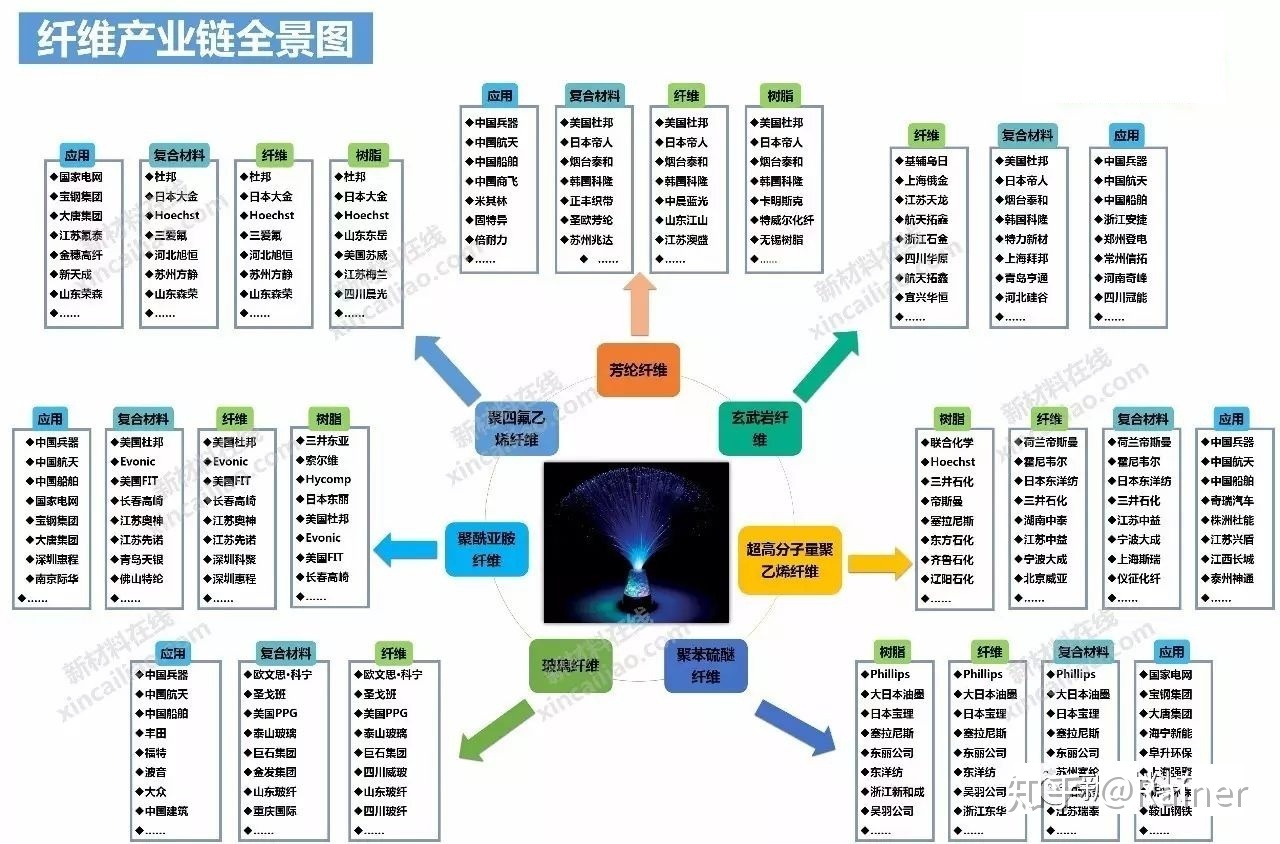 纤维产业链全景图
应用
国家电网
宝钢集团
大唐集团
江苏氟泰
金穗高纤
新天成
山东荣森
......
复合材料
杜邦
日本大金
Hoechst
三爱氟
河北旭恒
苏州方静
山东森荣
......
纤维
杜邦
日本大金
Hoechst
三爱氟
河北旭恒
苏州方静
山东森荣
......
树脂
杜邦
日本大金
Hoechst
山东东岳
美国苏威
江苏梅兰
四川晨光
......
应用
中国兵器
中国航天
中国船舶
中国商飞
米其林
固特异
倍耐力
......
复合材料
美国杜邦
日本帝人
烟台泰和
韩国科隆
正丰织带
圣欧芳纶
苏州兆达
......
纤维
美国杜邦
日本帝人
烟台泰和
韩国科隆
中晨蓝光
山东江山
江苏澳盛
......
树脂
美国杜邦
日本帝人
烟台泰和
韩国科隆
卡明斯克
特威尔化纤
无锡树脂
......
纤维
基辅乌日
上海俄金
江苏天龙
航天拓鑫
浙江石金
四川华原
航天拓鑫
宜兴华恒
......
复合材料
美国杜邦
日本帝人
烟台泰和
韩国科隆
特力新材
上海拜邦
青岛亨通
河北硅谷
......
应用
中国兵器
中国航天
中国船舶
浙江安捷
郑州登电
常州信拓
河南奇峰
四川冠能
......
芳纶纤维
聚四氟乙
烯纤维
玄武岩纤
维
聚酰亚胺
纤维
超高分子量聚
乙烯纤维
玻璃纤维
聚苯硫醚
纤维
应用
中国兵器
中国航天
中国船舶
国家电网
宝钢集团
大唐集团
深圳惠程
南京际华
......
复合材料
美国杜邦
Evonic
美国FIT
长春高崎
江苏奥神
江苏先诺
青鸟天银
佛山特纶
......
纤维
美国杜邦
Evonic
美国FIT
长春高崎
江苏奥神
江苏先诺
深圳科聚
深圳惠程
......
树脂
三井东亚
索尔维
Hycomp
日本东丽
美国杜邦
Evonic
美国FIT
长春高崎
......
树脂
联合化学
Hoechst
三井石化
帝斯曼
塞拉尼斯
东方石化
齐鲁石化
辽阳石化
......
纤维
荷兰帝斯曼
霍尼韦尔
日本东洋纺
三井石化
湖南中泰
江苏中益
宁波大成
北京威亚
......
复合材料
荷兰帝斯曼
霍尼韦尔
日本东洋纺
三井石化
江苏中益
宁波大成
上海斯瑞
仪征化纤
......
应用
中国兵器
中国航天
中国船舶
奇瑞汽车
株洲杜能
江苏兴盾
江西长城
泰州神通
......
应用
中国兵器
中国航天
中国船舶
丰田
福特
波音
大众
中国建筑
......
复合材料
欧文思•科宁
圣戈班
美国PPG
泰山玻璃
巨石集团
金发集团
山东玻纤
重庆国际
......
纤维
欧文思•科宁
圣戈班
美国PPG
泰山玻璃
巨石集团
四川威玻
山东玻纤
四川玻纤
......
树脂
Phillips
大日本油墨
日本宝理
塞拉尼斯
东丽公司
东洋纺
浙江新和成
吴羽公司
......
纤维
Phillips
大日本油墨
日本宝理
塞拉尼斯
东丽公司
东洋纺
吴羽公司
浙江东华
......
复合材料
Phillips
大日本油墨
日本宝理
塞拉尼斯
东丽公司
江苏瑞泰
......
应用
国家电网
宝钢集团
大唐集团
海宁新能
阜升环保
鞍山钢铁
......
新材料在线
xincailiao.com
知乎 @Rainer